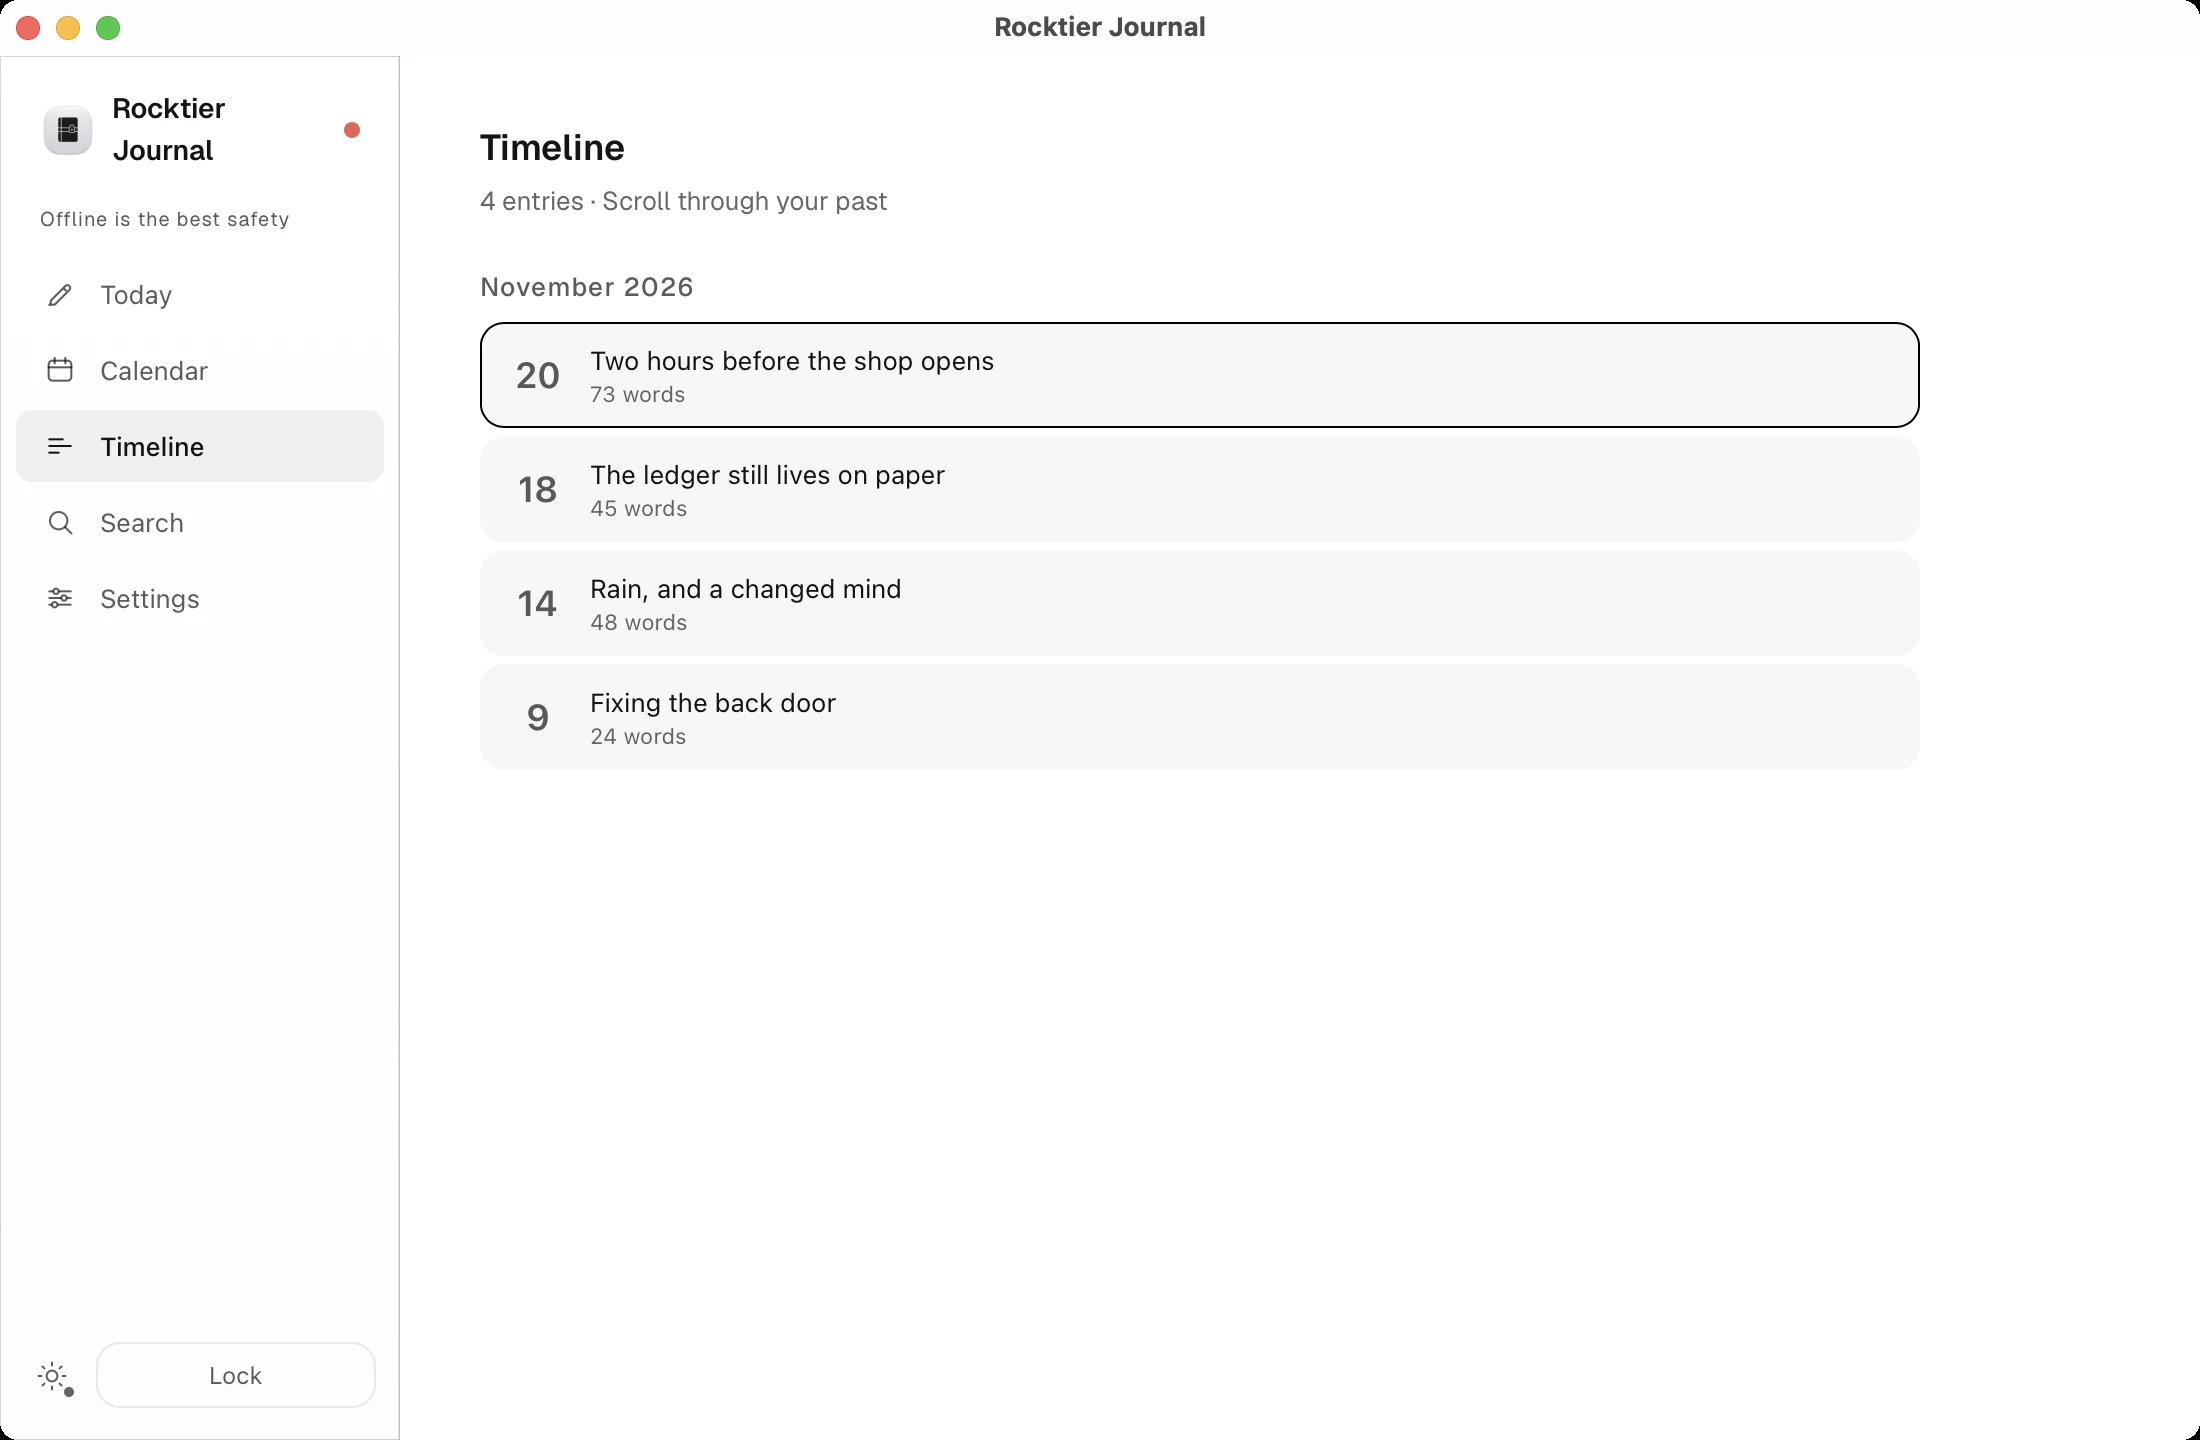 Rocktier Journal
Rocktier
Journal
Offline is the best safety
Today
Calendar
Timeline
Search
Settings
Lock
Timeline
4 entries · Scroll through your past
November 2026
20
Two hours before the shop opens
73 words
18
The ledger still lives on paper
45 words
14
Rain, and a changed mind
48 words
9
Fixing the back door
24 words